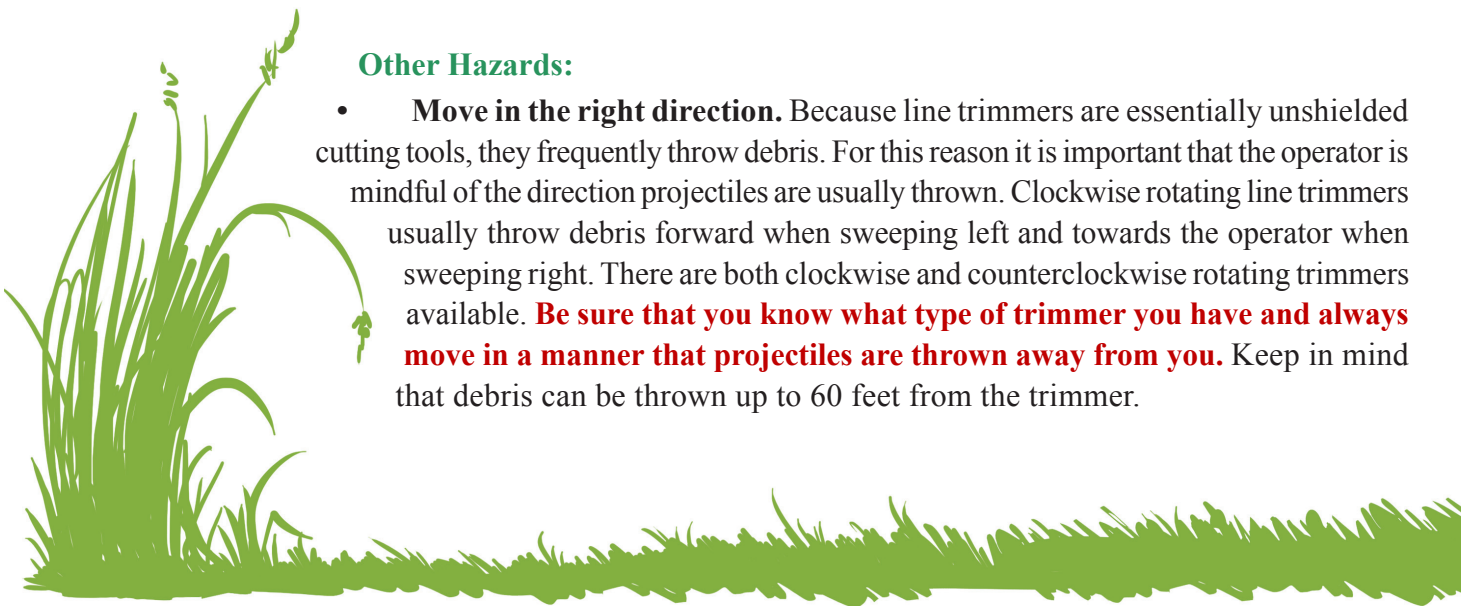 Other Hazards:
• Move in the right direction. Because line trimmers are essentially unshielded
cutting tools, they frequently throw debris. For this reason it is important that the operator is
mindful of the direction projectiles are usually thrown. Clockwise rotating line trimmers
usually throw debris forward when sweeping left and towards the operator when
sweeping right. There are both clockwise and counterclockwise rotating trimmers
available. Be sure that you know what type of trimmer you have and always
move in a manner that projectiles are thrown away from you. Keep in mind
that debris can be thrown up to 60 feet from the trimmer.